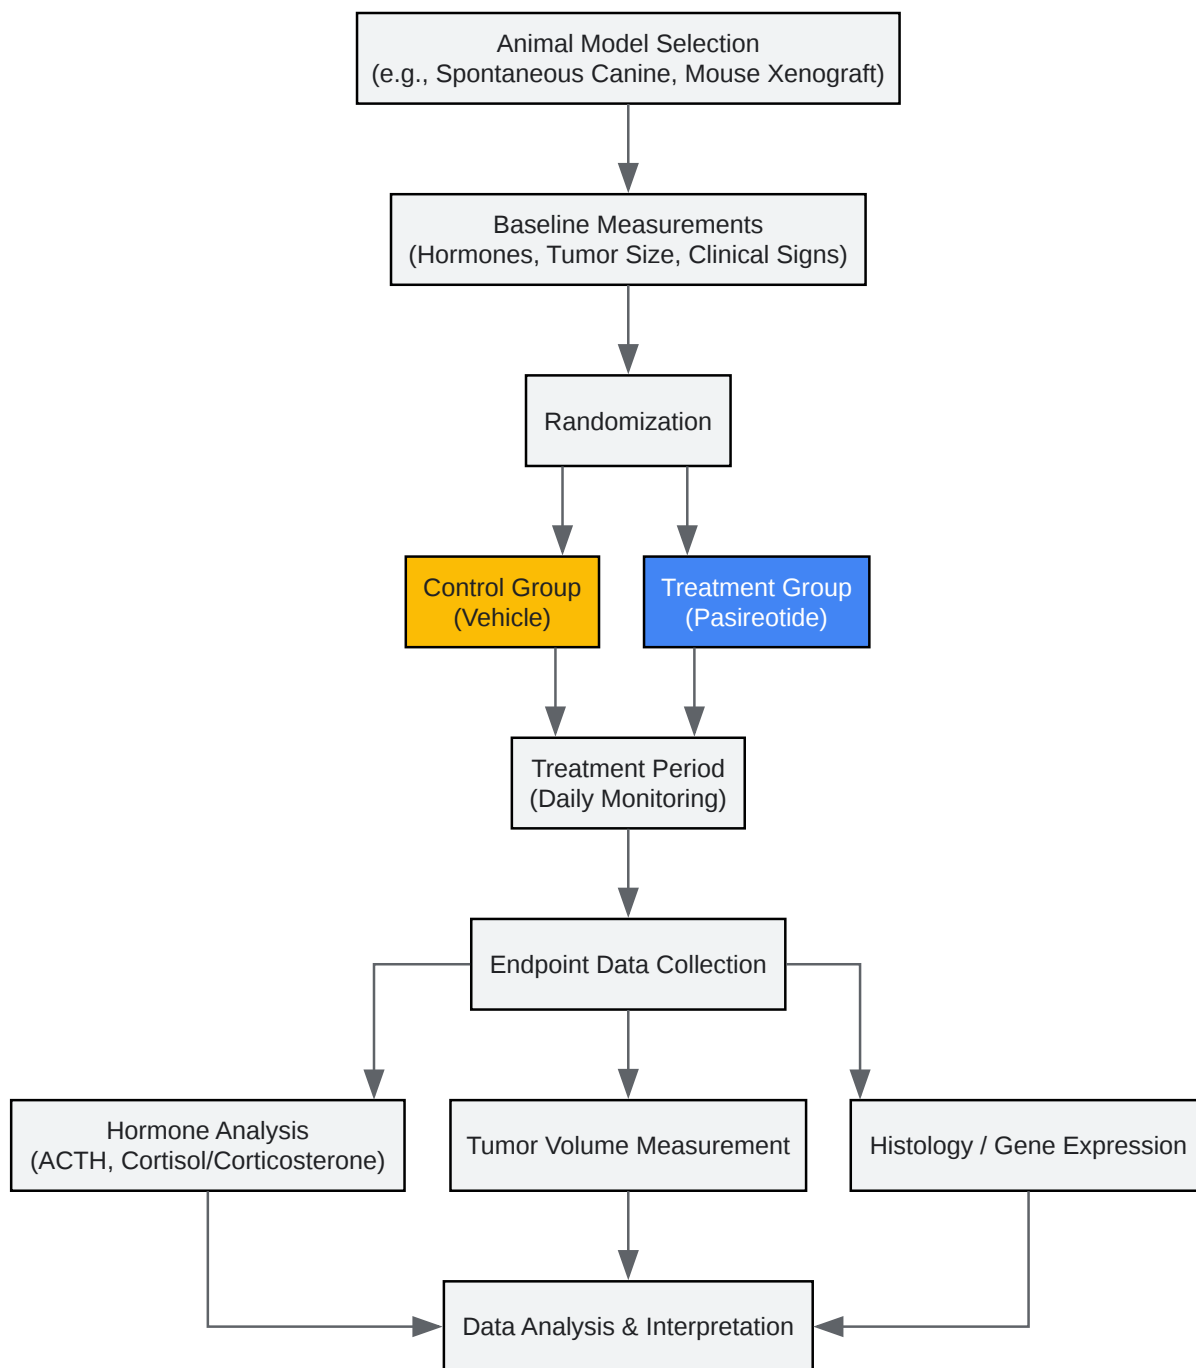 Animal Model Selection
(e.g., Spontaneous Canine, Mouse Xenograft)
Baseline Measurements
(Hormones, Tumor Size, Clinical Signs)
Randomization
Control Group
(Vehicle)
Treatment Group
(Pasireotide)
Treatment Period
(Daily Monitoring)
Endpoint Data Collection
Hormone Analysis
(ACTH, Cortisol/Corticosterone)
Tumor Volume Measurement
Histology / Gene Expression
Data Analysis & Interpretation